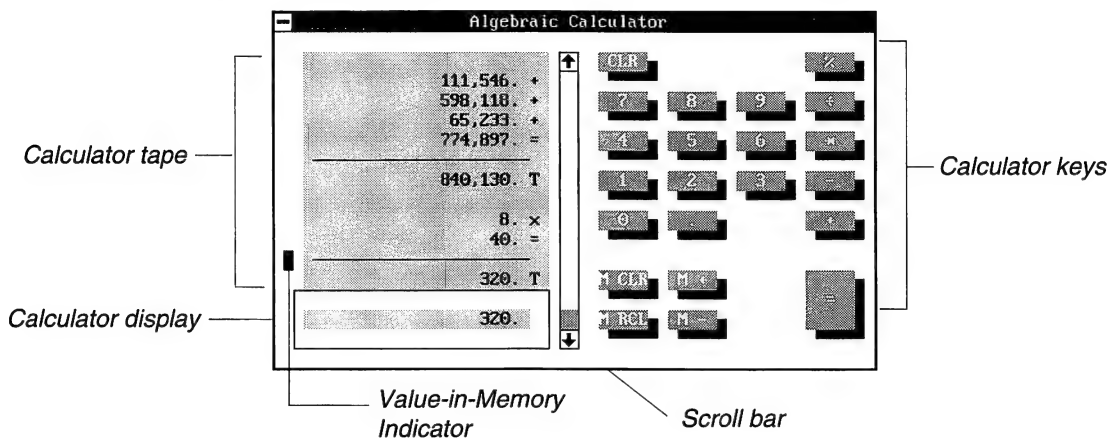 Algebraic Calculator
111,546. +
598,118. +
65,233. +
774,897. =
840,130. T
8. ×
40. =
320. T
320.
CLR %
7 8 9 ÷
4 5 6 *
1 2 3 -
0 . +
M CLR M +
=
M RCL M -
Calculator tape
Calculator display
Value-in-Memory
Indicator
Scroll bar
Calculator keys